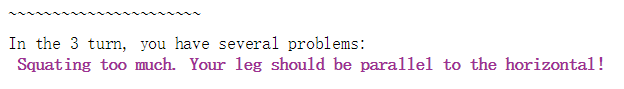 ~~~~~~~~~~~~~~~~~~~~~~
In the 3 turn, you have several problems:
Squating too much. Your leg should be parallel to the horizontal!